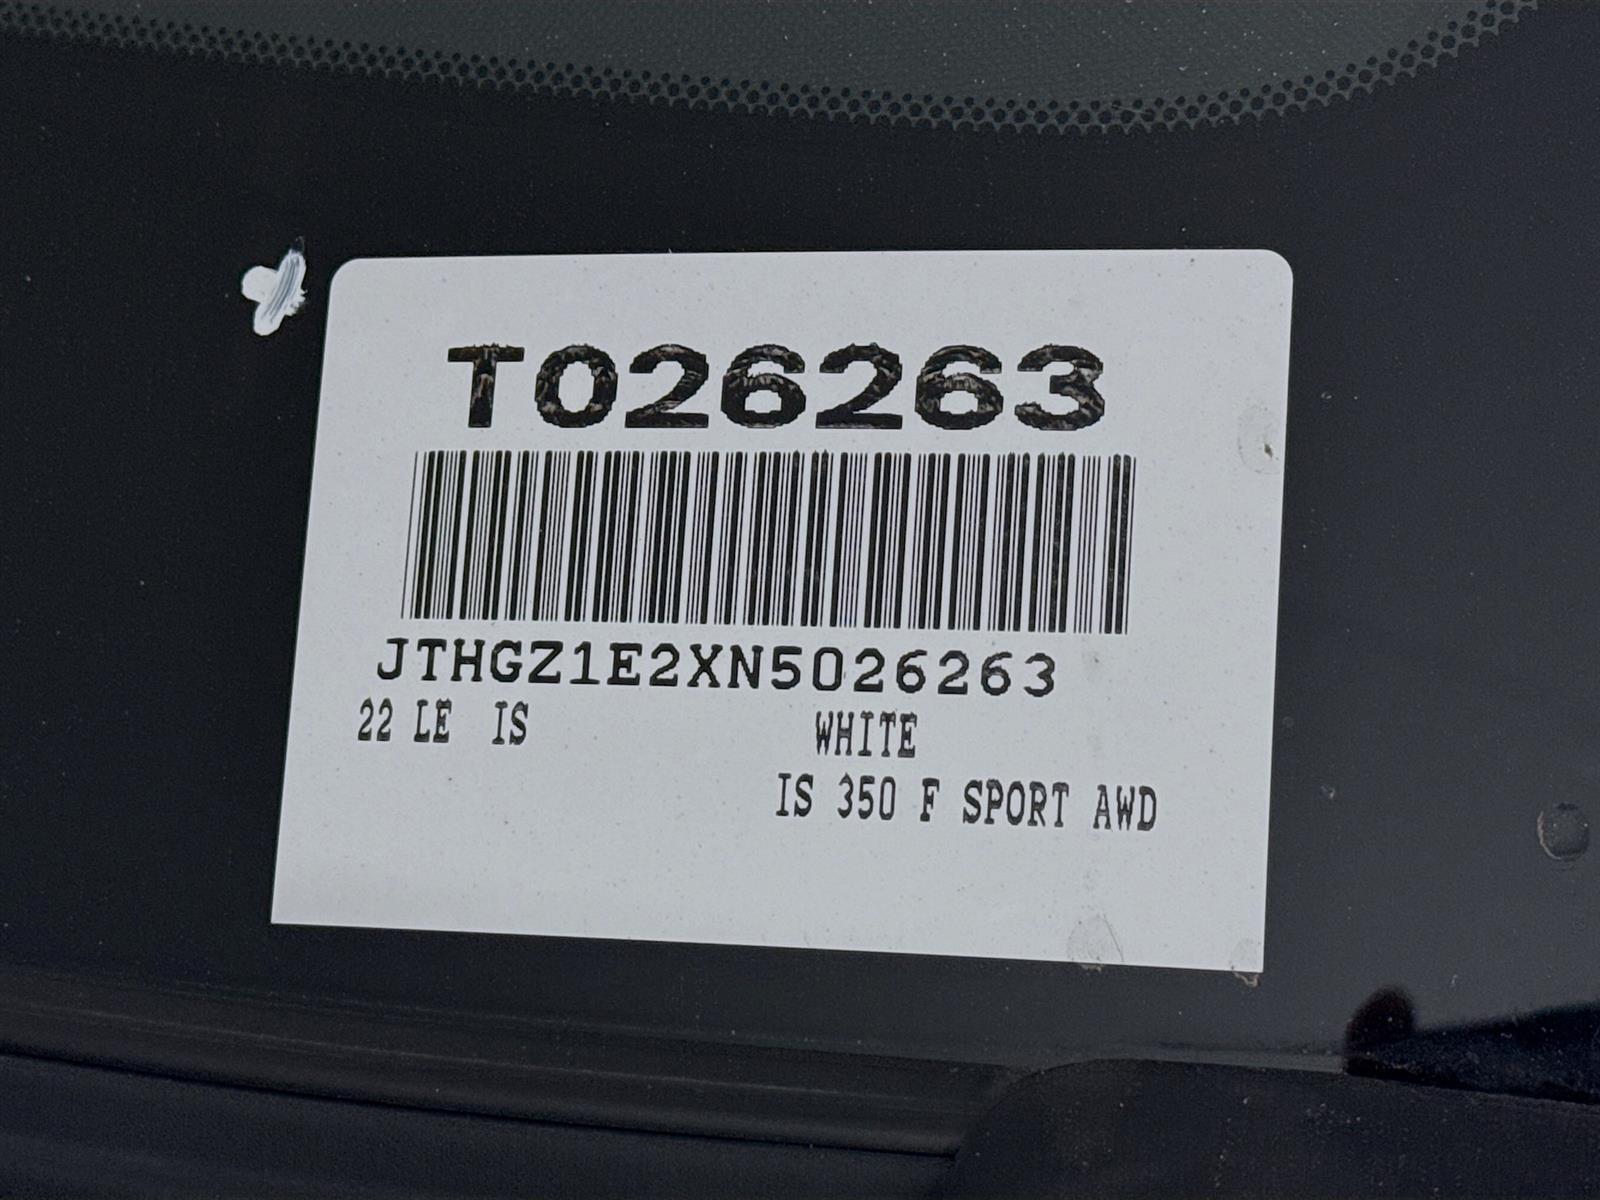 T026263
JTHGZ1E2XN5026263
22 LE IS WHITE
IS 350 F SPORT AWD